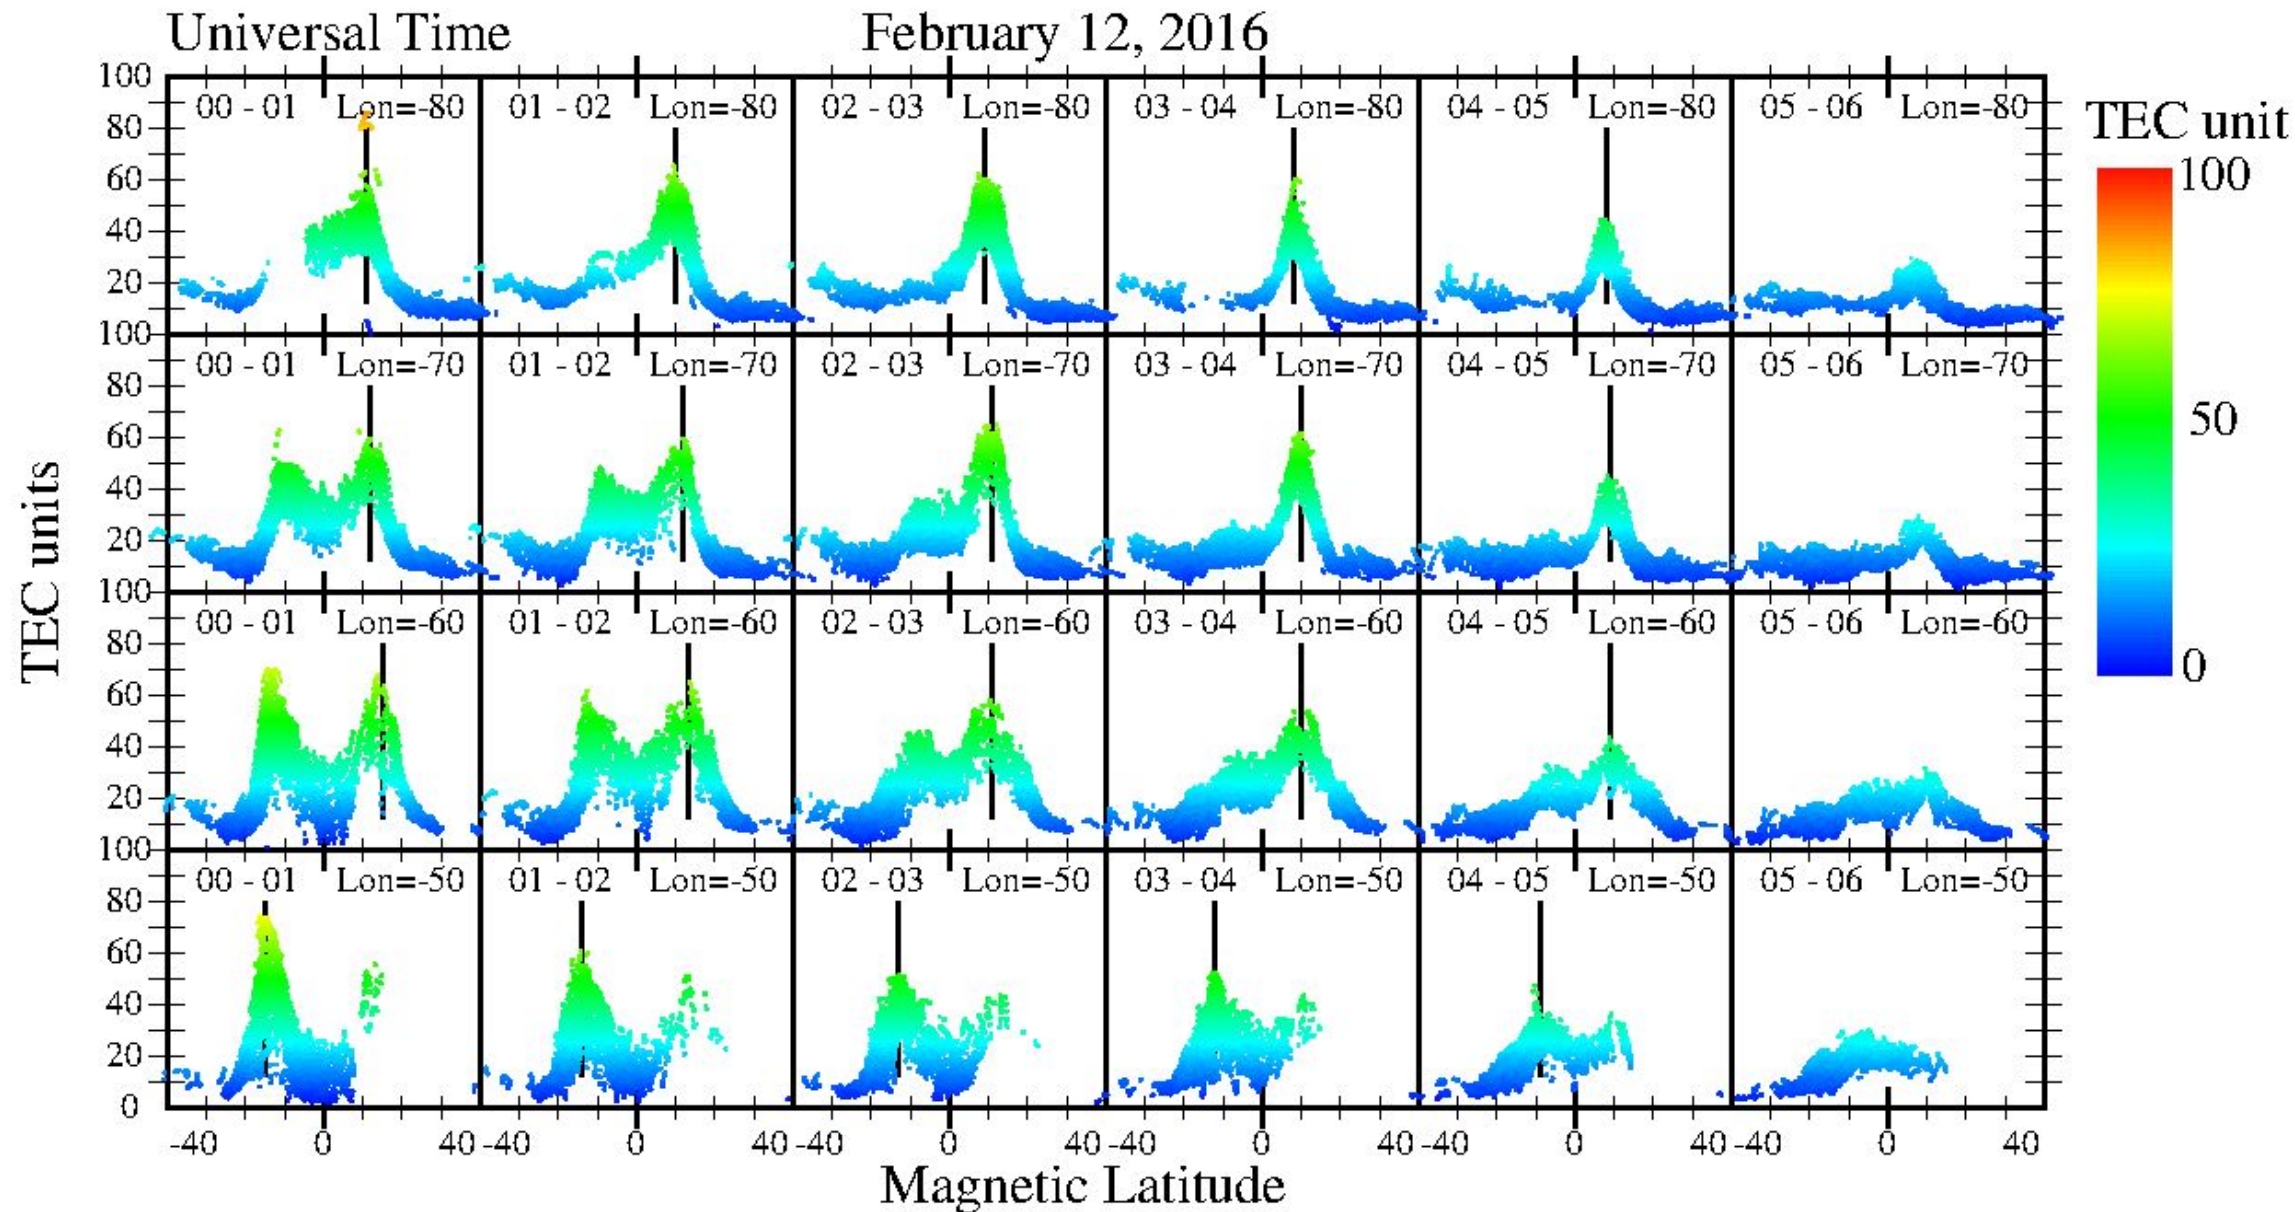 Universal Time February 12, 2016
100 00 - 01 Lon=-80 01 - 02 Lon=-80 02 - 03 Lon=-80 03 - 04 Lon=-80 04 - 05 Lon=-80 05 - 06 Lon=-80
80
60
40
20
100 00 - 01 Lon=-70 01 - 02 Lon=-70 02 - 03 Lon=-70 03 - 04 Lon=-70 04 - 05 Lon=-70 05 - 06 Lon=-70
80
60
40
20
100 00 - 01 Lon=-60 01 - 02 Lon=-60 02 - 03 Lon=-60 03 - 04 Lon=-60 04 - 05 Lon=-60 05 - 06 Lon=-60
80
60
40
20
100 00 - 01 Lon=-50 01 - 02 Lon=-50 02 - 03 Lon=-50 03 - 04 Lon=-50 04 - 05 Lon=-50 05 - 06 Lon=-50
80
60
40
20
0
-40 0 40 -40 0 40 -40 0 40 -40 0 40 -40 0 40 -40 0 40
Magnetic Latitude
TEC units
TEC unit
100
50
0